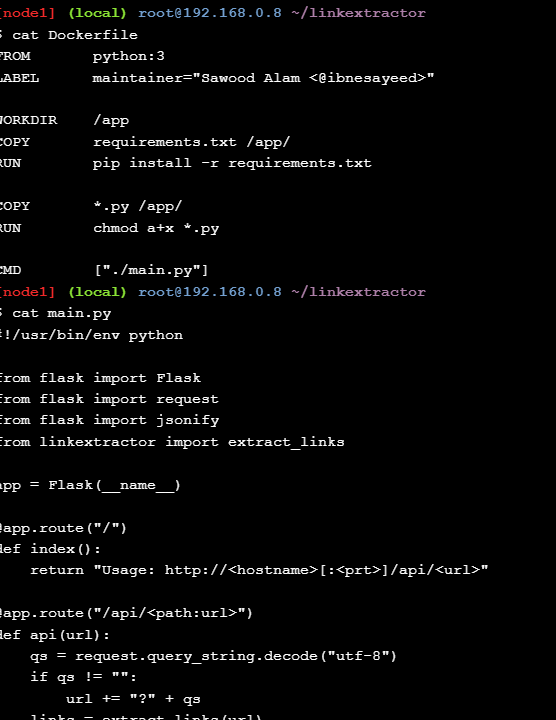 [node1] (local) root@192.168.0.8 ~/linkextractor
$ cat Dockerfile
FROM python:3
LABEL maintainer="Sawood Alam <@ibnesayeed>"
WORKDIR /app
COPY requirements.txt /app/
RUN pip install -r requirements.txt
COPY *.py /app/
RUN chmod a+x *.py
CMD ["./main.py"]
[node1] (local) root@192.168.0.8 ~/linkextractor
$ cat main.py
#!/usr/bin/env python
from flask import Flask
from flask import request
from flask import jsonify
from linkextractor import extract_links
app = Flask(__name__)
@app.route("/")
def index():
    return "Usage: http://<hostname>[:<prt>]/api/<url>"
@app.route("/api/<path:url>")
def api(url):
    qs = request.query_string.decode("utf-8")
    if qs != "":
        url += "?" + qs
    links = extract_links(url)